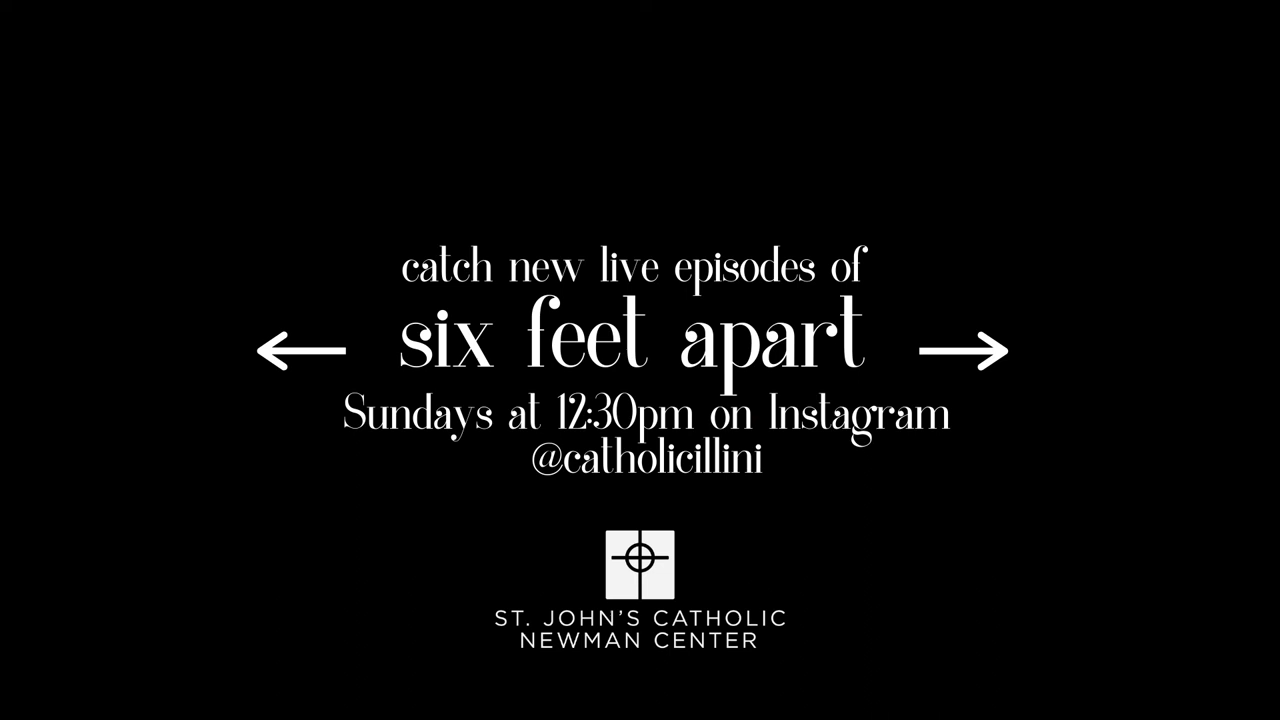 catch new live episodes of
six feet apart
Sundays at 12:30pm on Instagram
@catholicillini
ST. JOHN'S CATHOLIC
NEWMAN CENTER